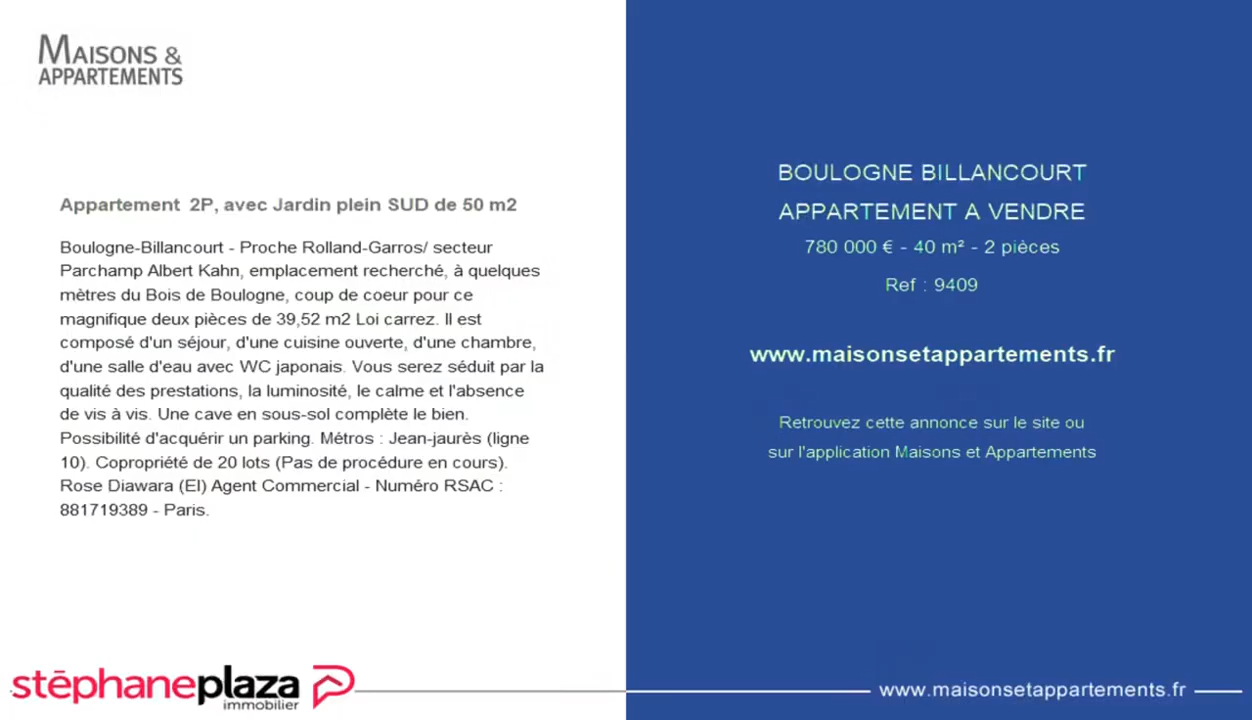 MAISONS &
APPARTEMENTS
Appartement 2P, avec Jardin plein SUD de 50 m2
Boulogne-Billancourt - Proche Rolland-Garros/ secteur
Parchamp Albert Kahn, emplacement recherché, à quelques
mètres du Bois de Boulogne, coup de coeur pour ce
magnifique deux pièces de 39,52 m2 Loi carrez. Il est
composé d'un séjour, d'une cuisine ouverte, d'une chambre,
d'une salle d'eau avec WC japonais. Vous serez séduit par la
qualité des prestations, la luminosité, le calme et l'absence
de vis à vis. Une cave en sous-sol complète le bien.
Possibilité d'acquérir un parking. Métros : Jean-jaurès (ligne
10). Copropriété de 20 lots (Pas de procédure en cours).
Rose Diawara (EI) Agent Commercial - Numéro RSAC :
881719389 - Paris.
BOULOGNE BILLANCOURT
APPARTEMENT A VENDRE
780 000 € - 40 m² - 2 pièces
Ref : 9409
www.maisonsetappartements.fr
Retrouvez cette annonce sur le site ou
sur l'application Maisons et Appartements
stéphaneplaza
immobilier
www.maisonsetappartements.fr